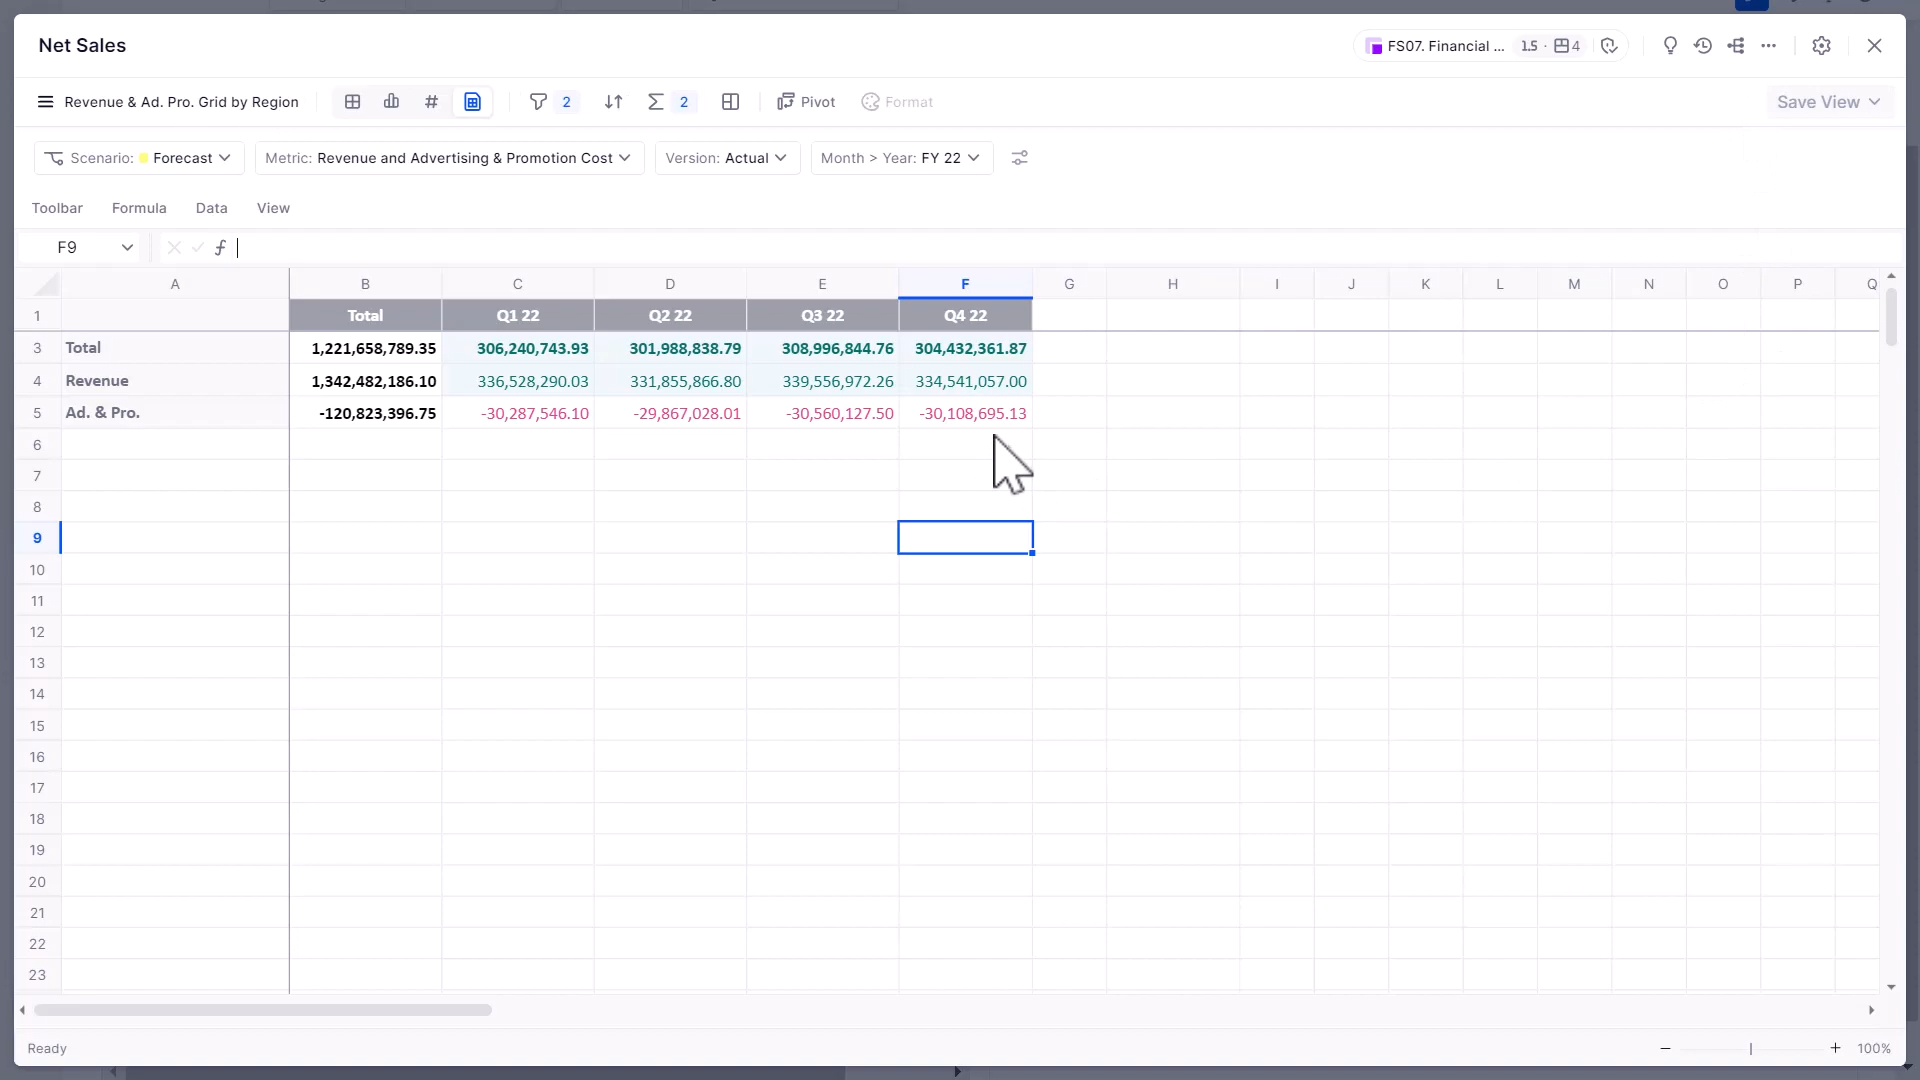 Net Sales
FS07. Financial ... 1.5 · 4
Revenue & Ad. Pro. Grid by Region # 2 2 Pivot Format Save View
Scenario: Forecast Metric: Revenue and Advertising & Promotion Cost Version: Actual Month > Year: FY 22
Toolbar Formula Data View
F9
A B C D E F G H I J K L M N O P Q
1 Total Q1 22 Q2 22 Q3 22 Q4 22
3 Total 1,221,658,789.35 306,240,743.93 301,988,838.79 308,996,844.76 304,432,361.87
4 Revenue 1,342,482,186.10 336,528,290.03 331,855,866.80 339,556,972.26 334,541,057.00
5 Ad. & Pro. -120,823,396.75 -30,287,546.10 -29,867,028.01 -30,560,127.50 -30,108,695.13
6
7
8
9
10
11
12
13
14
15
16
17
18
19
20
21
22
23
Ready 100%